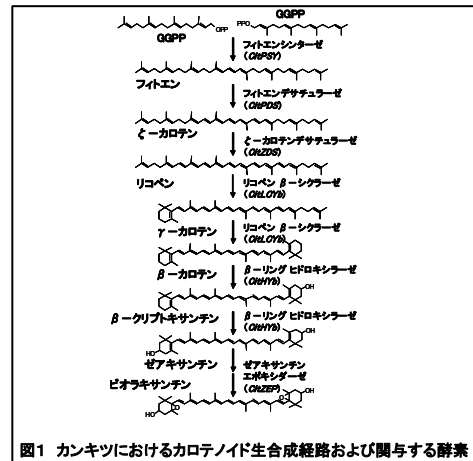 GGPP
PPO
OPP
GGPP
フィトエンシンターゼ
(CitPSY)
フィトエン
フィトエンデサチュラーゼ
(CitPDS)
ζ-カロテン
ζ-カロテンデサチュラーゼ
(CitZDS)
リコペン
リコペン β-シクラーゼ
(CitLCYb)
γ-カロテン
リコペン β-シクラーゼ
(CitLCYb)
β-カロテン
β-リング ヒドロキシラーゼ
(CitHYb)
OH
β-クリプトキサンテン
β-リング ヒドロキシラーゼ
(CitHYb)
OH
HO
ゼアキサンテン
ゼアキサンテン
エポキシダーゼ
(CitZEP)
ビオラキサンテン
OH
O
O
HO
図1 カンキツにおけるカロテノイド生合成経路および関与する酵素